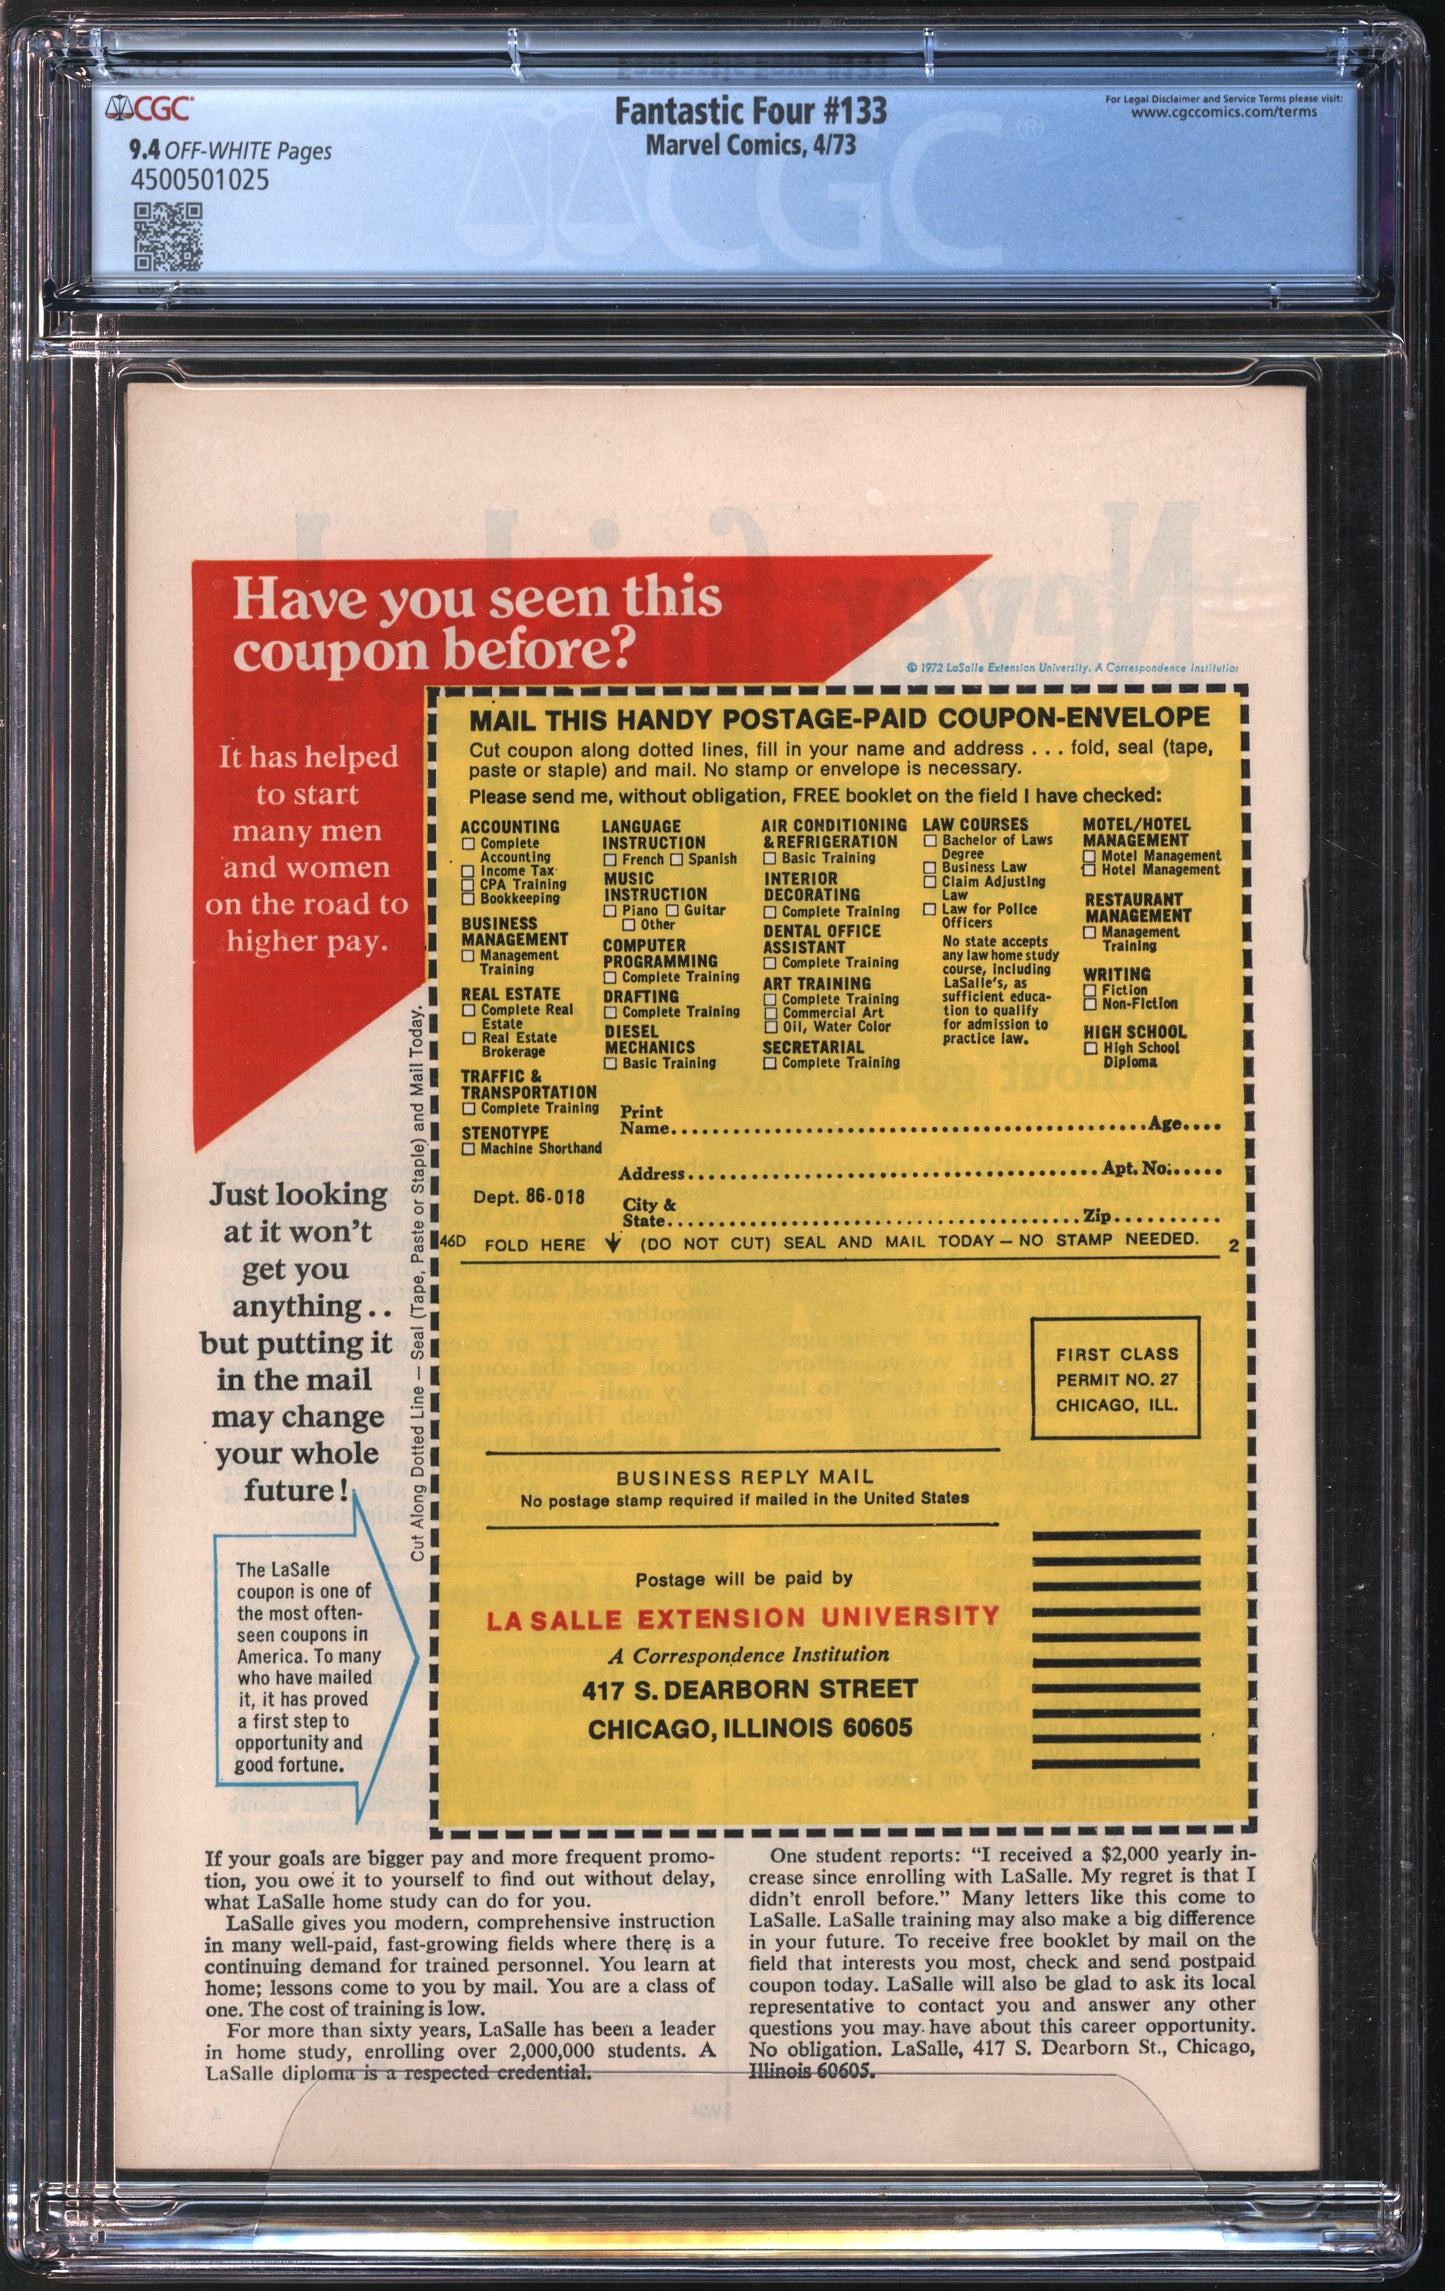 CGC
Fantastic Four #133
Marvel Comics, 4/73
For Legal Disclaimer and Service Terms please visit:
www.cgccomics.com/terms
9.4 OFF-WHITE Pages
4500501025
Have you seen this
coupon before?
© 1972 LaSalle Extension University. A Correspondence Institution
It has helped
to start
many men
and women
on the road to
higher pay.
Just looking
at it won't
get you
anything..
but putting it
in the mail
may change
your whole
future!
The LaSalle
coupon is one of
the most often-
seen coupons in
America. To many
who have mailed
it, it has proved
a first step to
opportunity and
good fortune.
Cut Along Dotted Line — Seal (Tape, Paste or Staple) and Mail Today.
MAIL THIS HANDY POSTAGE-PAID COUPON-ENVELOPE
Cut coupon along dotted lines, fill in your name and address . . . fold, seal (tape,
paste or staple) and mail. No stamp or envelope is necessary.
Please send me, without obligation, FREE booklet on the field I have checked:
ACCOUNTING
☐ Complete
Accounting
☐ Income Tax
☐ CPA Training
☐ Bookkeeping
BUSINESS
MANAGEMENT
☐ Management
Training
REAL ESTATE
☐ Complete Real
Estate
☐ Real Estate
Brokerage
TRAFFIC &
TRANSPORTATION
☐ Complete Training
STENOTYPE
☐ Machine Shorthand
LANGUAGE
INSTRUCTION
☐ French ☐ Spanish
MUSIC
INSTRUCTION
☐ Piano ☐ Guitar
☐ Other
COMPUTER
PROGRAMMING
☐ Complete Training
DRAFTING
☐ Complete Training
DIESEL
MECHANICS
☐ Basic Training
AIR CONDITIONING
& REFRIGERATION
☐ Basic Training
INTERIOR
DECORATING
☐ Complete Training
DENTAL OFFICE
ASSISTANT
☐ Complete Training
ART TRAINING
☐ Complete Training
☐ Commercial Art
☐ Oil, Water Color
SECRETARIAL
☐ Complete Training
LAW COURSES
☐ Bachelor of Laws
Degree
☐ Business Law
☐ Claim Adjusting
Law
☐ Law for Police
Officers
No state accepts
any law home study
course, including
LaSalle's, as
sufficient educa-
tion to qualify
for admission to
practice law.
MOTEL/HOTEL
MANAGEMENT
☐ Motel Management
☐ Hotel Management
RESTAURANT
MANAGEMENT
☐ Management
Training
WRITING
☐ Fiction
☐ Non-Fiction
HIGH SCHOOL
☐ High School
Diploma
Print
Name..............................Age....
Address..............................Apt. No:.....
Dept. 86-018
City &
State..............................Zip..........
46D FOLD HERE ↓ (DO NOT CUT) SEAL AND MAIL TODAY — NO STAMP NEEDED. 2
FIRST CLASS
PERMIT NO. 27
CHICAGO, ILL.
BUSINESS REPLY MAIL
No postage stamp required if mailed in the United States
Postage will be paid by
LA SALLE EXTENSION UNIVERSITY
A Correspondence Institution
417 S. DEARBORN STREET
CHICAGO, ILLINOIS 60605
If your goals are bigger pay and more frequent promo-
tion, you owe it to yourself to find out without delay,
what LaSalle home study can do for you.
LaSalle gives you modern, comprehensive instruction
in many well-paid, fast-growing fields where there is a
continuing demand for trained personnel. You learn at
home; lessons come to you by mail. You are a class of
one. The cost of training is low.
For more than sixty years, LaSalle has been a leader
in home study, enrolling over 2,000,000 students. A
LaSalle diploma is a respected credential.
One student reports: "I received a $2,000 yearly in-
crease since enrolling with LaSalle. My regret is that I
didn't enroll before." Many letters like this come to
LaSalle. LaSalle training may also make a big difference
in your future. To receive free booklet by mail on the
field that interests you most, check and send postpaid
coupon today. LaSalle will also be glad to ask its local
representative to contact you and answer any other
questions you may have about this career opportunity.
No obligation. LaSalle, 417 S. Dearborn St., Chicago,
Illinois 60605.